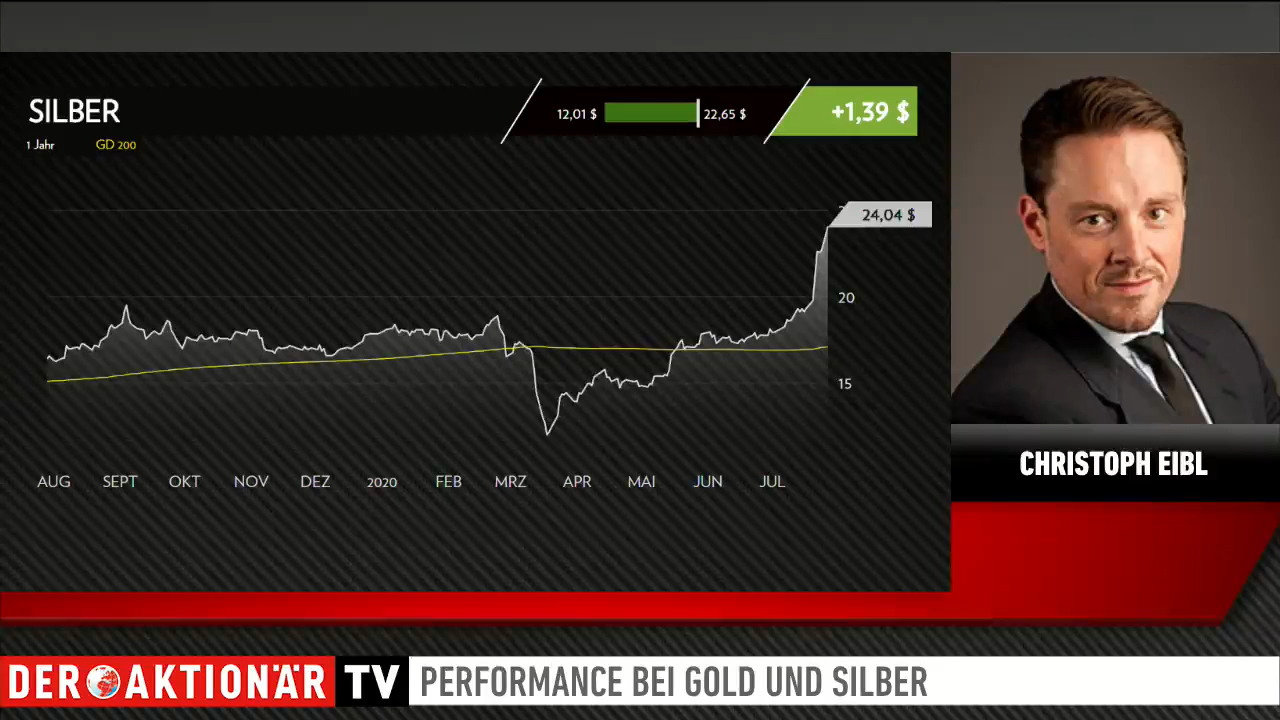 SILBER
1 Jahr GD 200
12,01 $ 22,65 $
+1,39 $
24,04 $
20
15
AUG SEPT OKT NOV DEZ 2020 FEB MRZ APR MAI JUN JUL
CHRISTOPH EIBL
DER AKTIONÄR TV PERFORMANCE BEI GOLD UND SILBER